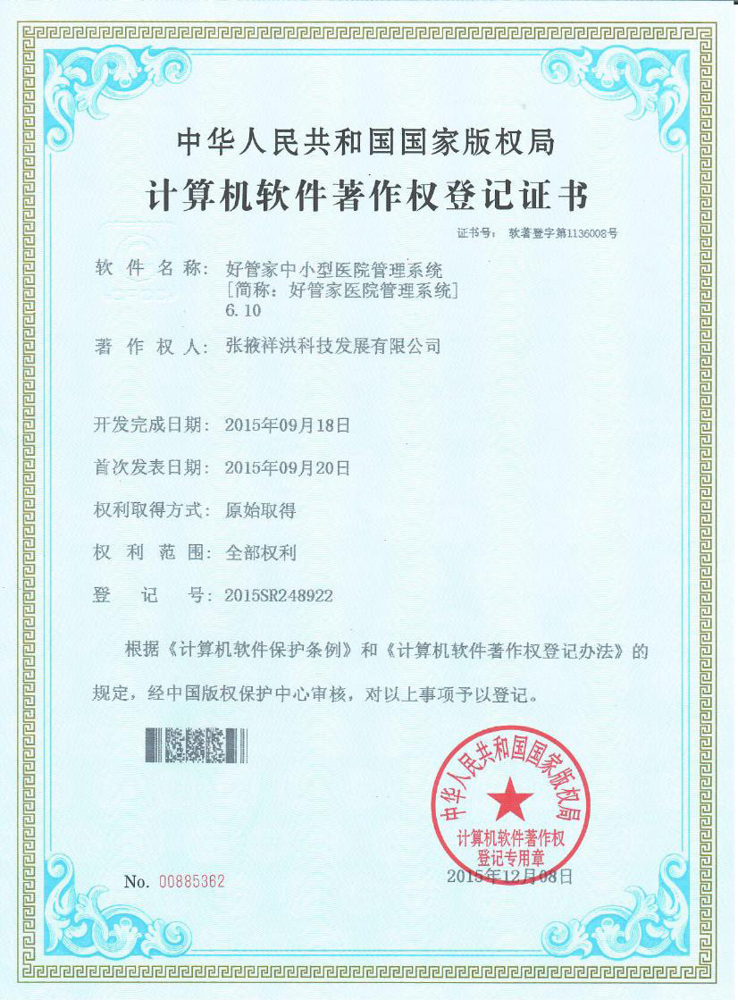 中华人民共和国国家版权局
计算机软件著作权登记证书
证书号： 软著登字第1136008号
软件名称： 好管家中小型医院管理系统
[简称：好管家医院管理系统]
6.10
著作权人： 张掖祥洪科技发展有限公司
开发完成日期： 2015年09月18日
首次发表日期： 2015年09月20日
权利取得方式： 原始取得
权利范围： 全部权利
登记号： 2015SR248922
根据《计算机软件保护条例》和《计算机软件著作权登记办法》的
规定，经中国版权保护中心审核，对以上事项予以登记。
中华人民共和国国家版权局
计算机软件著作权
登记专用章
2015年12月08日
No. 00885362